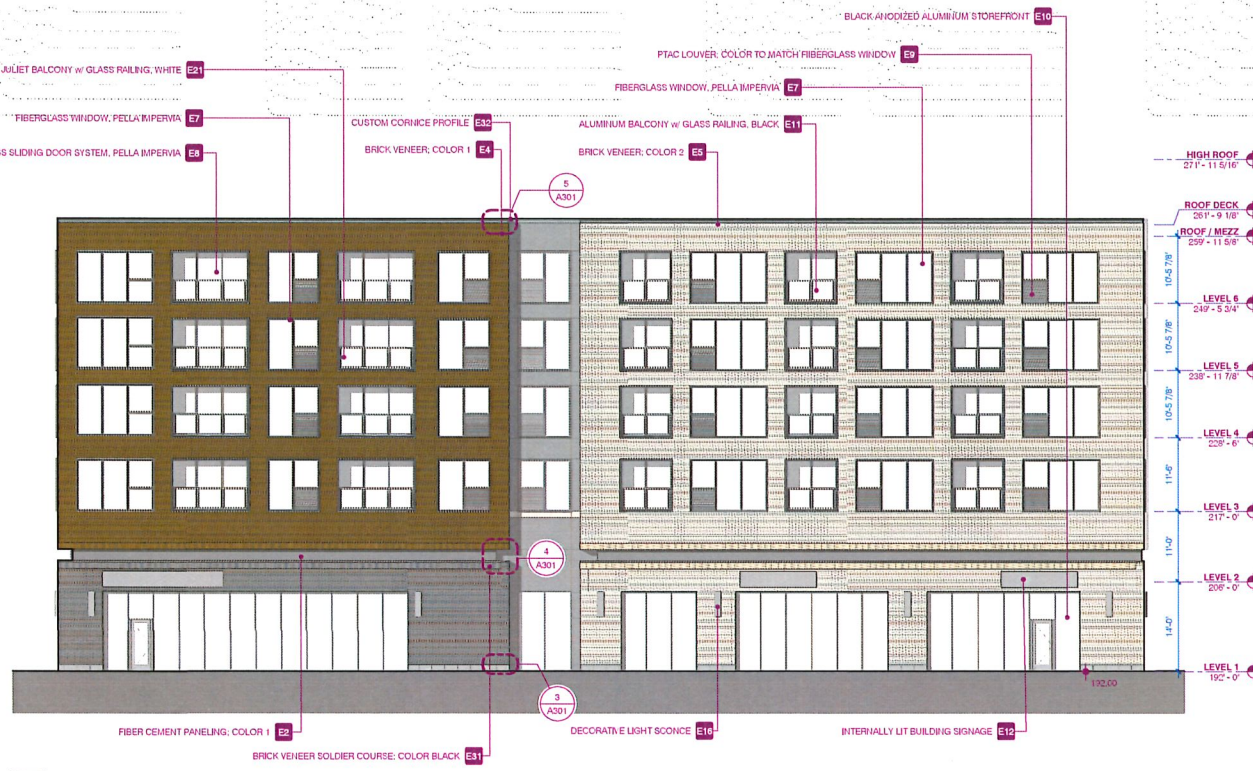 BLACK ANODIZED ALUMINUM STOREFRONT E10
PTAC LOUVER; COLOR TO MATCH FIIBERGLASS WINDOW E9
JULIET BALCONY w/ GLASS RAILING, WHITE E21
FIBERGLASS WINDOW, PELLA IMPERVIA E7
FIBERGLASS WINDOW, PELLA IMPERVIA E7
CUSTOM CORNICE PROFILE E32
ALUMINUM BALCONY w/ GLASS RAILING, BLACK E11
SS SLIDING DOOR SYSTEM, PELLA IMPERVIA E8
BRICK VENEER; COLOR 1 E4
BRICK VENEER; COLOR 2 E5
5
A301
HIGH ROOF
271' - 11 5/16"
ROOF DECK
261' - 9 1/8"
ROOF / MEZZ
259' - 11 5/8"
10'-5 7/8"
LEVEL 6
249' - 5 3/4"
10'-5 7/8"
LEVEL 5
238' - 11 7/8"
10'-5 7/8"
LEVEL 4
228' - 6"
11'-6"
LEVEL 3
217' - 0"
11'-0"
4
A301
LEVEL 2
206' - 0"
14'-0"
LEVEL 1
192' - 0"
192.00
3
A301
FIBER CEMENT PANELING; COLOR 1 E2
DECORATIVE LIGHT SCONCE E16
INTERNALLY LIT BUILDING SIGNAGE E12
BRICK VENEER SOLDIER COURSE; COLOR BLACK E31